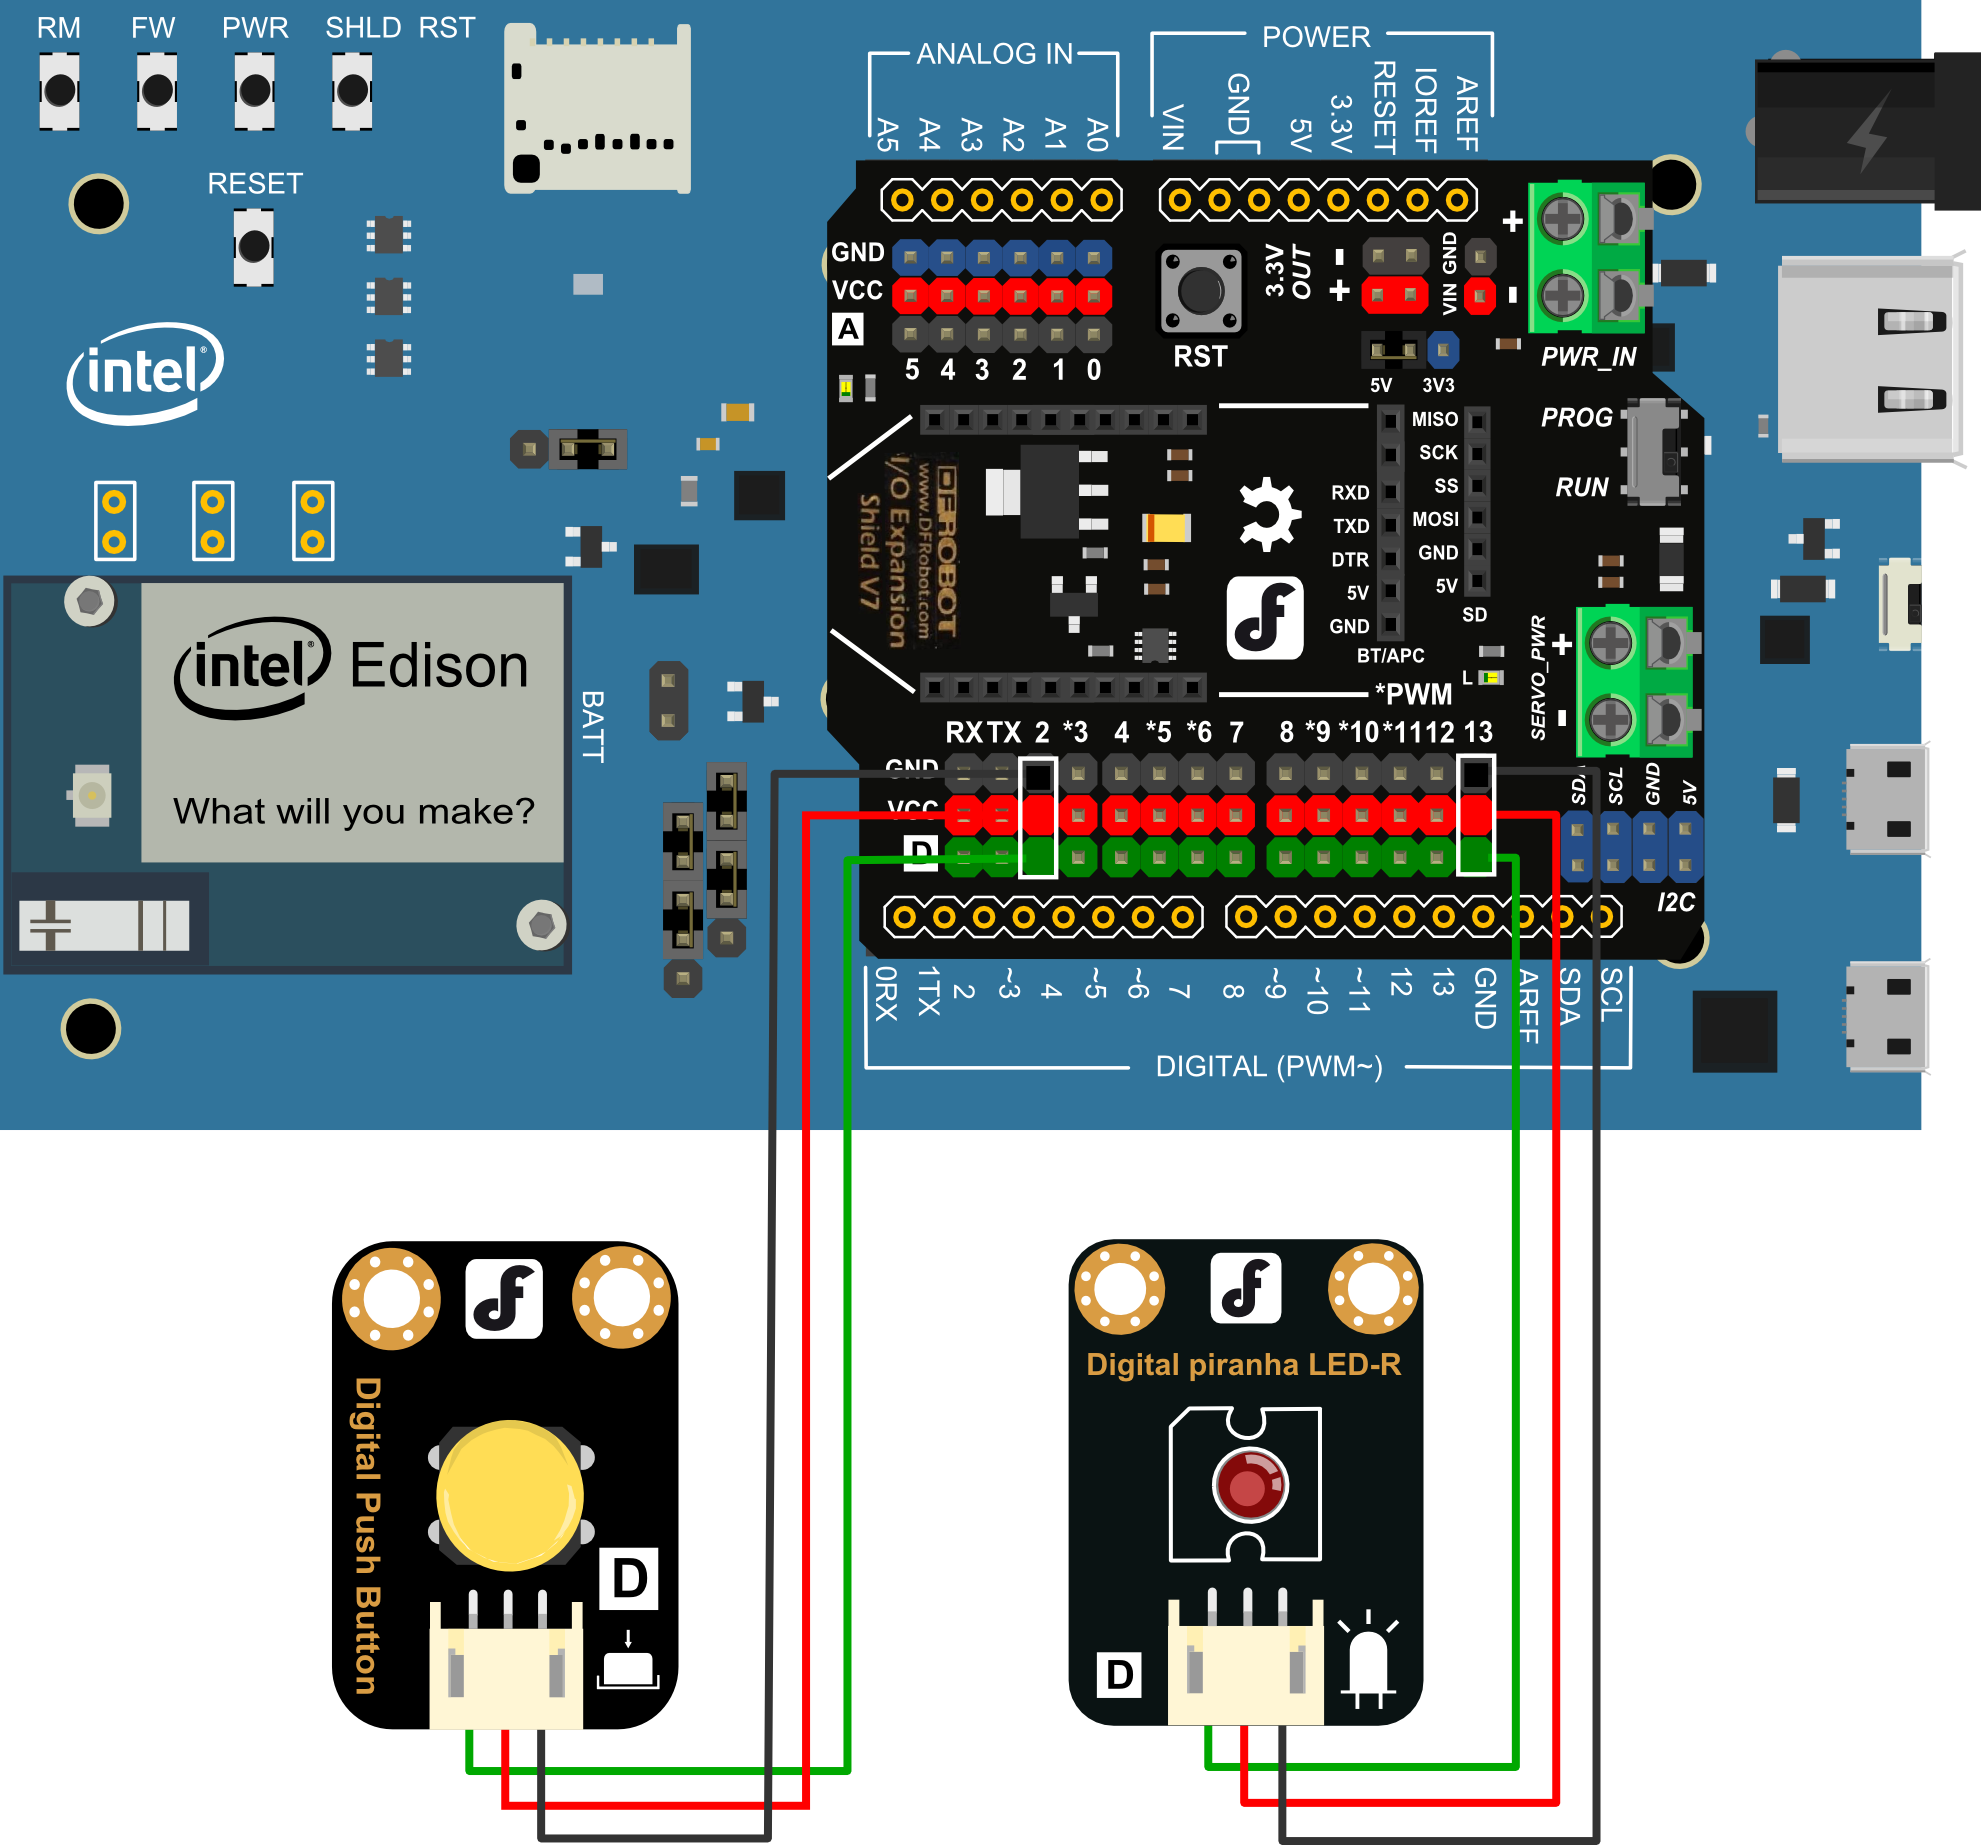 RM FW PWR SHLD RST
RESET
intel®
ANALOG IN
A5 A4 A3 A2 A1 A0
POWER
VIN GND 5V 3.3V RESET IOREF AREF
GND
VCC
A
5 4 3 2 1 0
RST
3.3V
OUT
- +
GND
VIN
+
-
PWR_IN
5V 3V3
PROG
RUN
MISO
SCK
SS
MOSI
GND
5V
SD
RXD
TXD
DTR
5V
GND
BT/APC
DFROBOT
www.DFRobot.com
I/O Expansion
Shield V7
L
*PWM
SERVO_PWR
+
-
intel® Edison
What will you make?
BATT
RX TX 2 *3 4 *5 *6 7 8 *9 *10 *11 12 13
GND
VCC
D
SDA SCL GND 5V
I2C
0RX 1TX 2 ~3 4 ~5 ~6 7 8 ~9 ~10 ~11 12 13 GND AREF SDA SCL
DIGITAL (PWM~)
Digital Push Button
D
Digital piranha LED-R
D